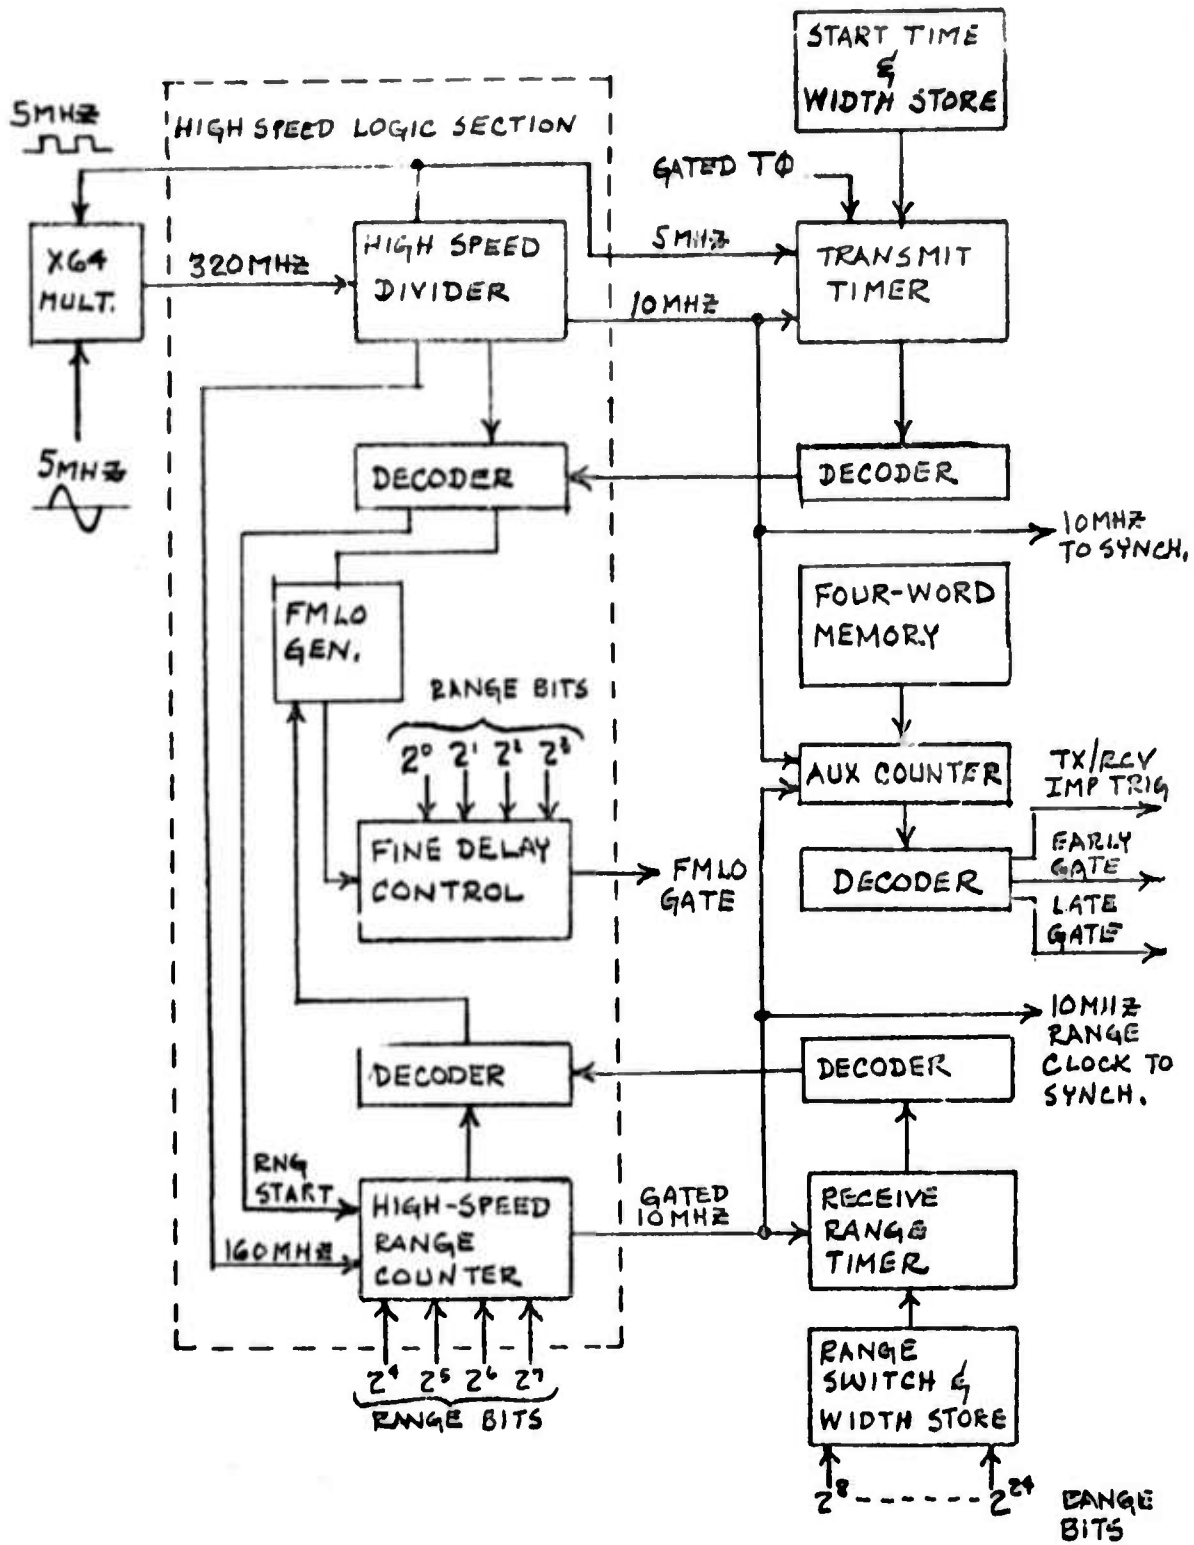 START TIME
&
WIDTH STORE
5MHZ
HIGH SPEED LOGIC SECTION
GATED TΦ
X64
MULT.
320MHZ
HIGH SPEED
DIVIDER
5MHZ
10MHZ
TRANSMIT
TIMER
5MHZ
DECODER
DECODER
10MHZ
TO SYNCH.
FMLO
GEN.
FOUR-WORD
MEMORY
RANGE BITS
2⁰ 2¹ 2² 2³
AUX COUNTER
TX/RCV
IMP TRIG
FINE DELAY
CONTROL
FMLO
GATE
DECODER
EARLY
GATE
LATE
GATE
10MHZ
RANGE
CLOCK TO
SYNCH.
DECODER
DECODER
RNG
START
160MHZ
HIGH-SPEED
RANGE
COUNTER
GATED
10MHZ
RECEIVE
RANGE
TIMER
2⁴ 2⁵ 2⁶ 2⁷
RANGE BITS
RANGE
SWITCH &
WIDTH STORE
2⁸ - - - - - - - 2²⁴
RANGE
BITS